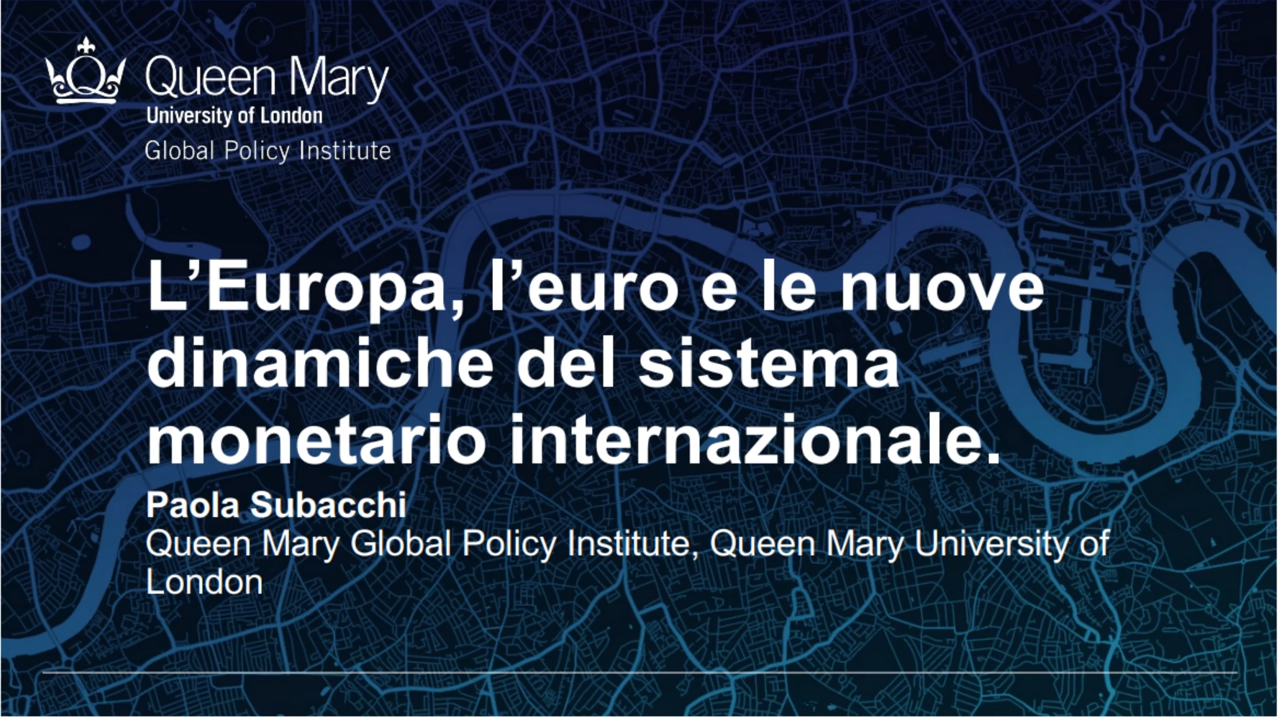 Queen Mary
University of London
Global Policy Institute
L’Europa, l’euro e le nuove
dinamiche del sistema
monetario internazionale.
Paola Subacchi
Queen Mary Global Policy Institute, Queen Mary University of
London